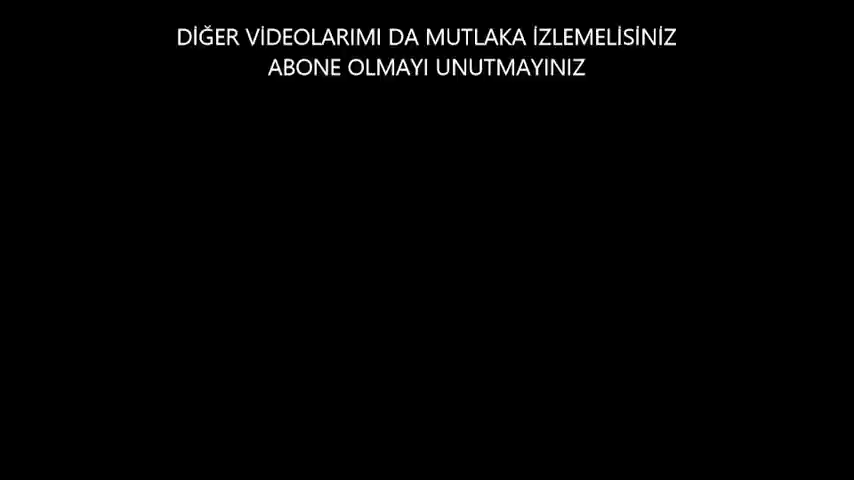 DİĞER VİDEOLARIMI DA MUTLAKA İZLEMELİSİNİZ
ABONE OLMAYI UNUTMAYINIZ